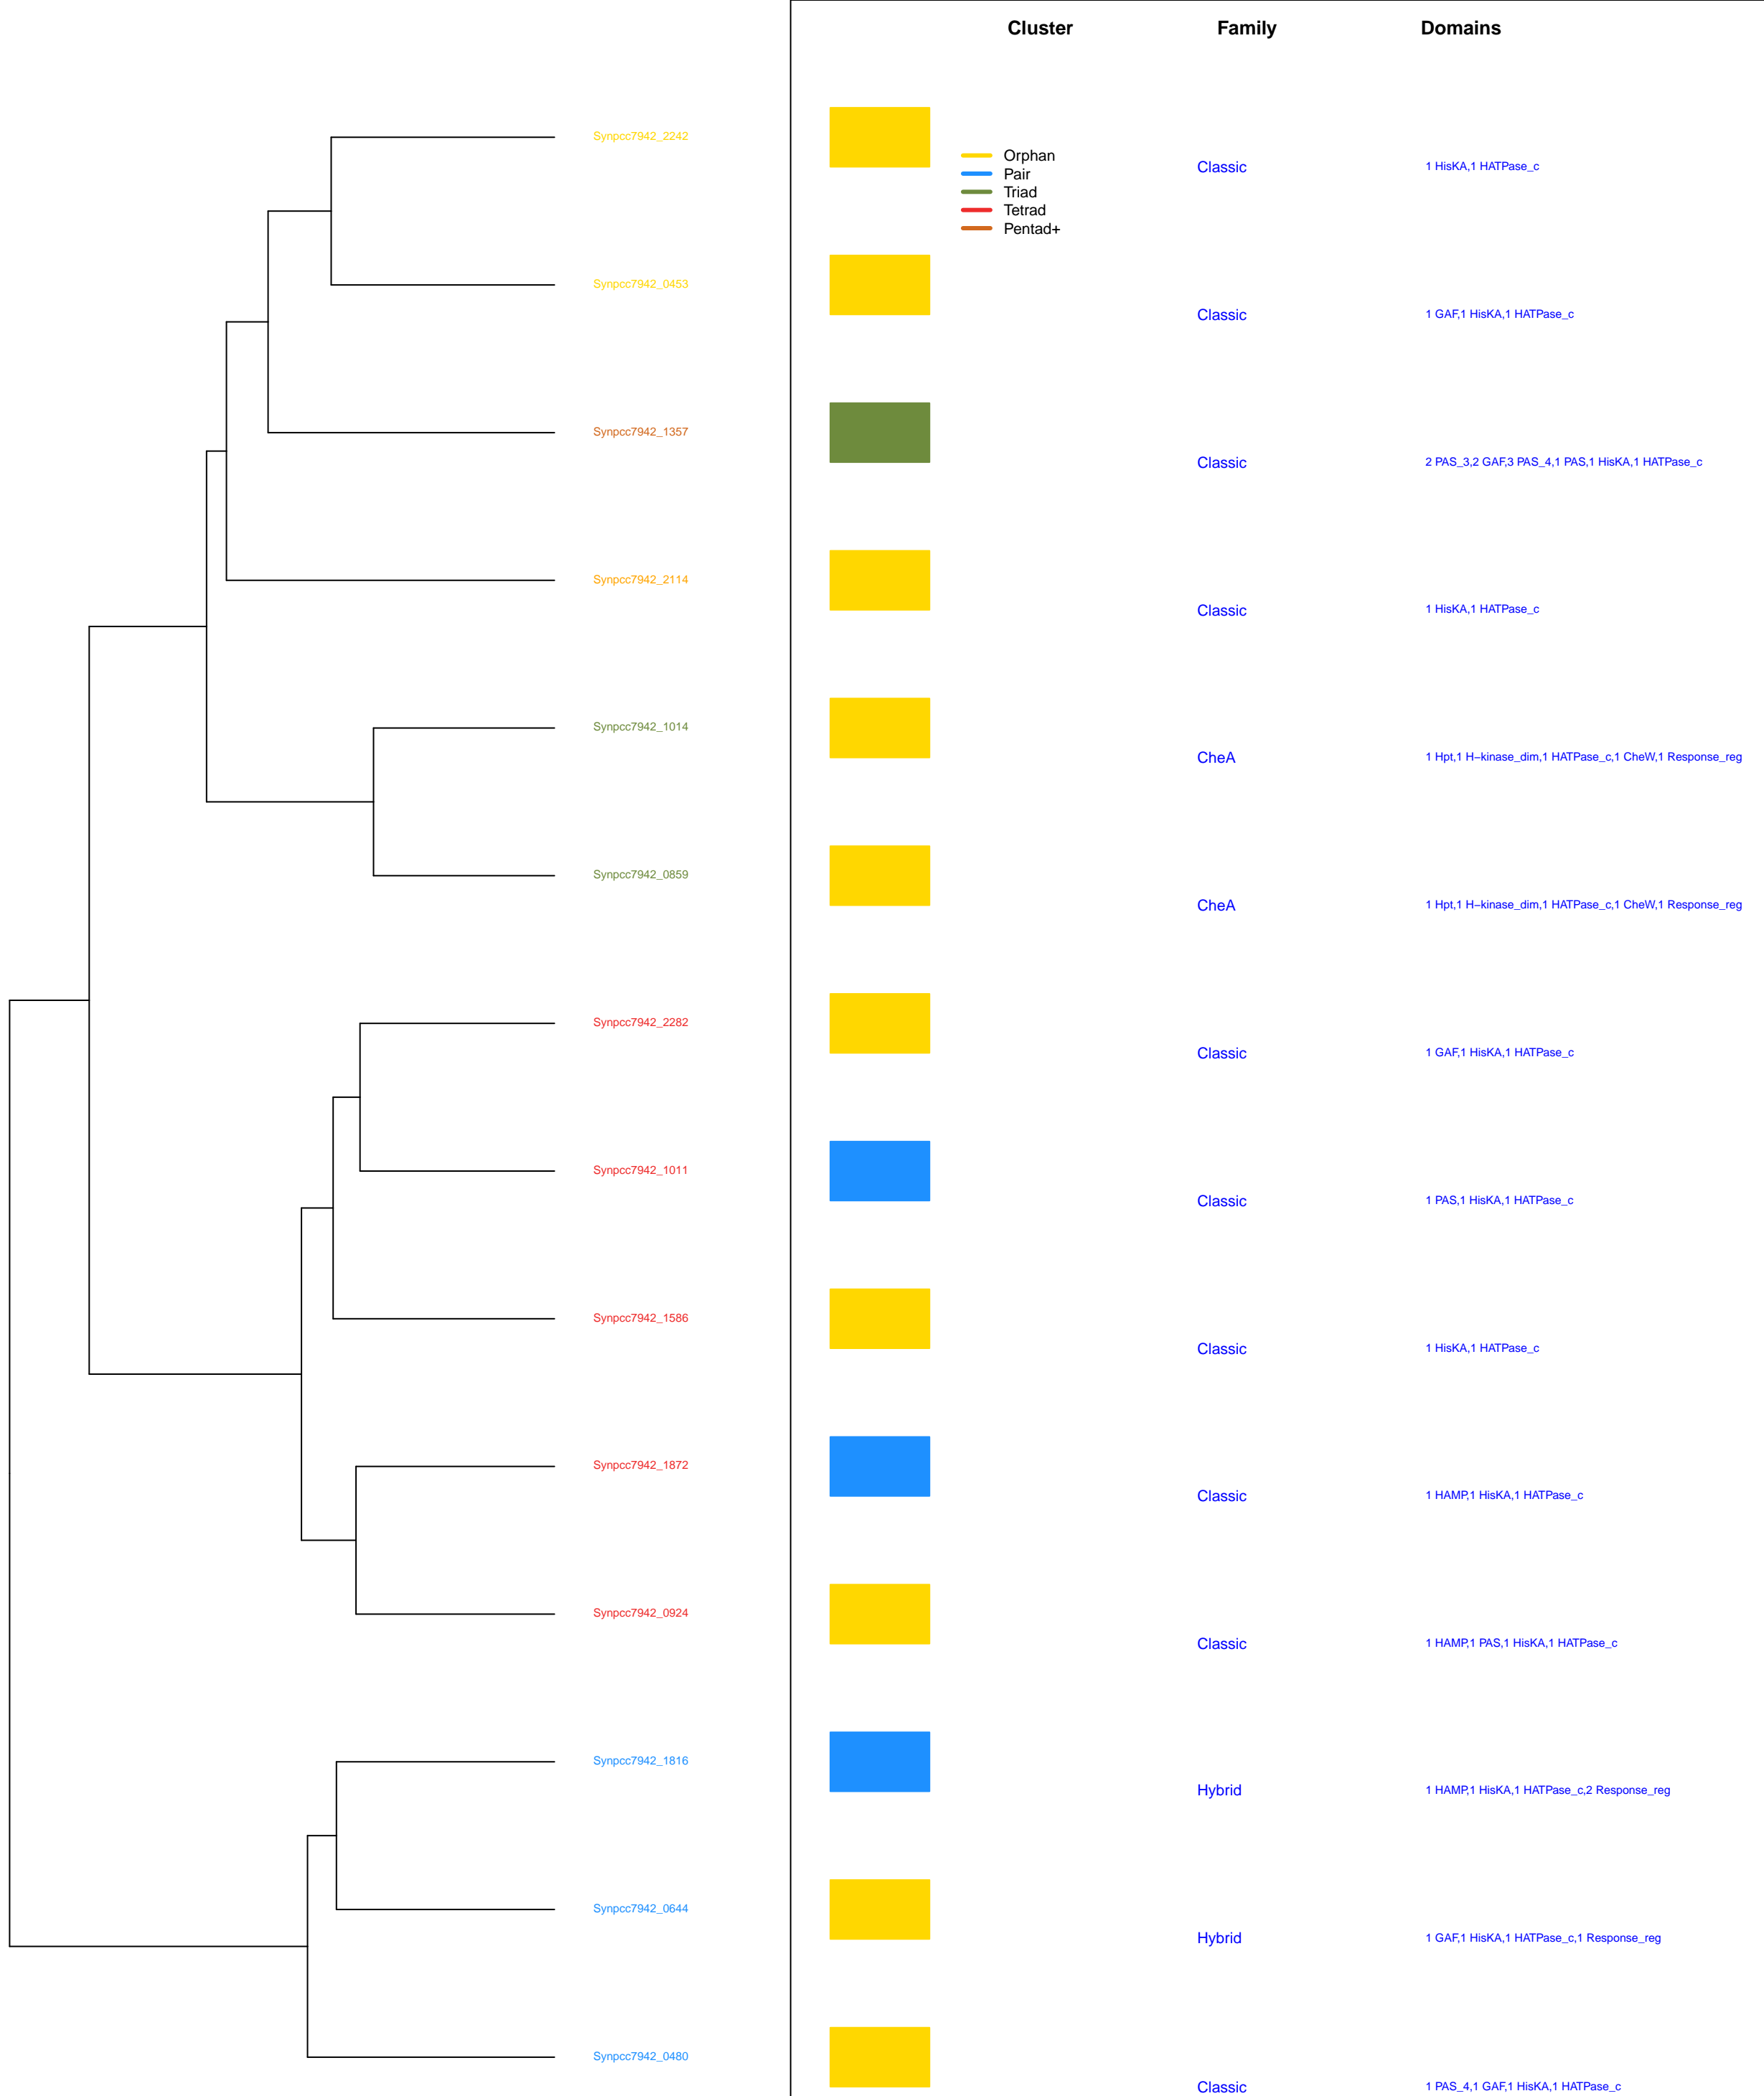 Cluster Family Domains
Synpcc7942_2242
Orphan
Classic 1 HisKA,1 HATPase_c
Pair
Triad
Tetrad
Pentad+
Synpcc7942_0453
Classic 1 GAF,1 HisKA,1 HATPase_c
Synpcc7942_1357
Classic 2 PAS_3,2 GAF,3 PAS_4,1 PAS,1 HisKA,1 HATPase_c
Synpcc7942_2114
Classic 1 HisKA,1 HATPase_c
Synpcc7942_1014
CheA 1 Hpt,1 H−kinase_dim,1 HATPase_c,1 CheW,1 Response_reg
Synpcc7942_0859
CheA 1 Hpt,1 H−kinase_dim,1 HATPase_c,1 CheW,1 Response_reg
Synpcc7942_2282
Classic 1 GAF,1 HisKA,1 HATPase_c
Synpcc7942_1011
Classic 1 PAS,1 HisKA,1 HATPase_c
Synpcc7942_1586
Classic 1 HisKA,1 HATPase_c
Synpcc7942_1872
Classic 1 HAMP,1 HisKA,1 HATPase_c
Synpcc7942_0924
Classic 1 HAMP,1 PAS,1 HisKA,1 HATPase_c
Synpcc7942_1816
Hybrid 1 HAMP,1 HisKA,1 HATPase_c,2 Response_reg
Synpcc7942_0644
Hybrid 1 GAF,1 HisKA,1 HATPase_c,1 Response_reg
Synpcc7942_0480
Classic 1 PAS_4,1 GAF,1 HisKA,1 HATPase_c